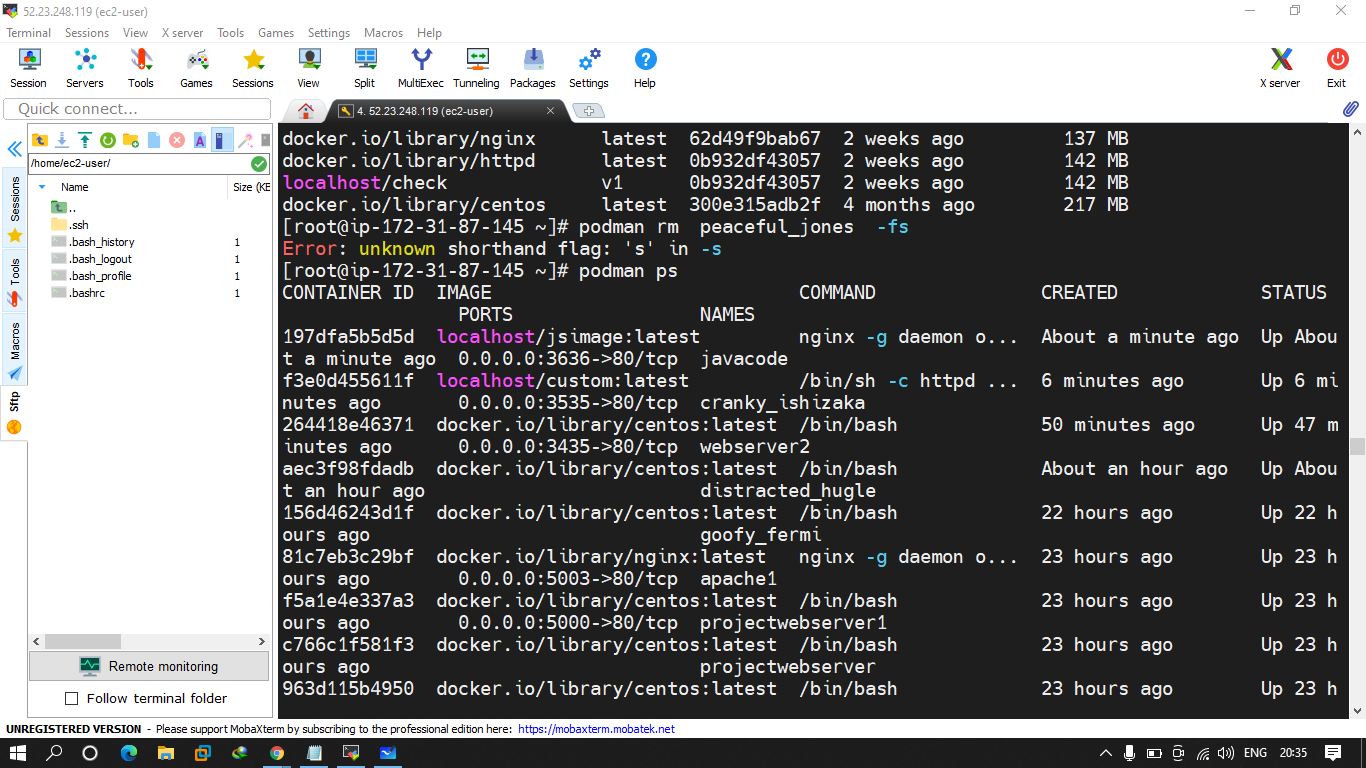 52.23.248.119 (ec2-user)
Terminal Sessions View X server Tools Games Settings Macros Help
Session Servers Tools Games Sessions View Split MultiExec Tunneling Packages Settings Help X server Exit
Quick connect...
4. 52.23.248.119 (ec2-user)
/home/ec2-user/
Name Size (KB
..
.ssh
.bash_history 1
.bash_logout 1
.bash_profile 1
.bashrc 1
Sessions
Tools
Macros
Sftp
Remote monitoring
Follow terminal folder
docker.io/library/nginx latest 62d49f9bab67 2 weeks ago 137 MB
docker.io/library/httpd latest 0b932df43057 2 weeks ago 142 MB
localhost/check v1 0b932df43057 2 weeks ago 142 MB
docker.io/library/centos latest 300e315adb2f 4 months ago 217 MB
[root@ip-172-31-87-145 ~]# podman rm peaceful_jones -fs
Error: unknown shorthand flag: 's' in -s
[root@ip-172-31-87-145 ~]# podman ps
CONTAINER ID IMAGE COMMAND CREATED STATUS
PORTS NAMES
197dfa5b5d5d localhost/jsimage:latest nginx -g daemon o... About a minute ago Up Abou
t a minute ago 0.0.0.0:3636->80/tcp javacode
f3e0d455611f localhost/custom:latest /bin/sh -c httpd ... 6 minutes ago Up 6 mi
nutes ago 0.0.0.0:3535->80/tcp cranky_ishizaka
264418e46371 docker.io/library/centos:latest /bin/bash 50 minutes ago Up 47 m
inutes ago 0.0.0.0:3435->80/tcp webserver2
aec3f98fdadb docker.io/library/centos:latest /bin/bash About an hour ago Up Abou
t an hour ago distracted_hugle
156d46243d1f docker.io/library/centos:latest /bin/bash 22 hours ago Up 22 h
ours ago goofy_fermi
81c7eb3c29bf docker.io/library/nginx:latest nginx -g daemon o... 23 hours ago Up 23 h
ours ago 0.0.0.0:5003->80/tcp apache1
f5a1e4e337a3 docker.io/library/centos:latest /bin/bash 23 hours ago Up 23 h
ours ago 0.0.0.0:5000->80/tcp projectwebserver1
c766c1f581f3 docker.io/library/centos:latest /bin/bash 23 hours ago Up 23 h
ours ago projectwebserver
963d115b4950 docker.io/library/centos:latest /bin/bash 23 hours ago Up 23 h
UNREGISTERED VERSION - Please support MobaXterm by subscribing to the professional edition here: https://mobaxterm.mobatek.net
ENG 20:35